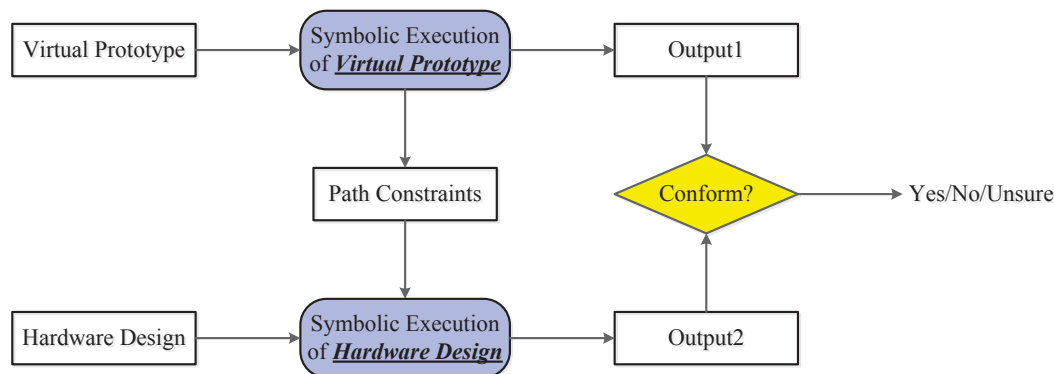 Virtual Prototype
Symbolic Execution
of Virtual Prototype
Output1
Path Constraints
Conform?
Yes/No/Unsure
Hardware Design
Symbolic Execution
of Hardware Design
Output2